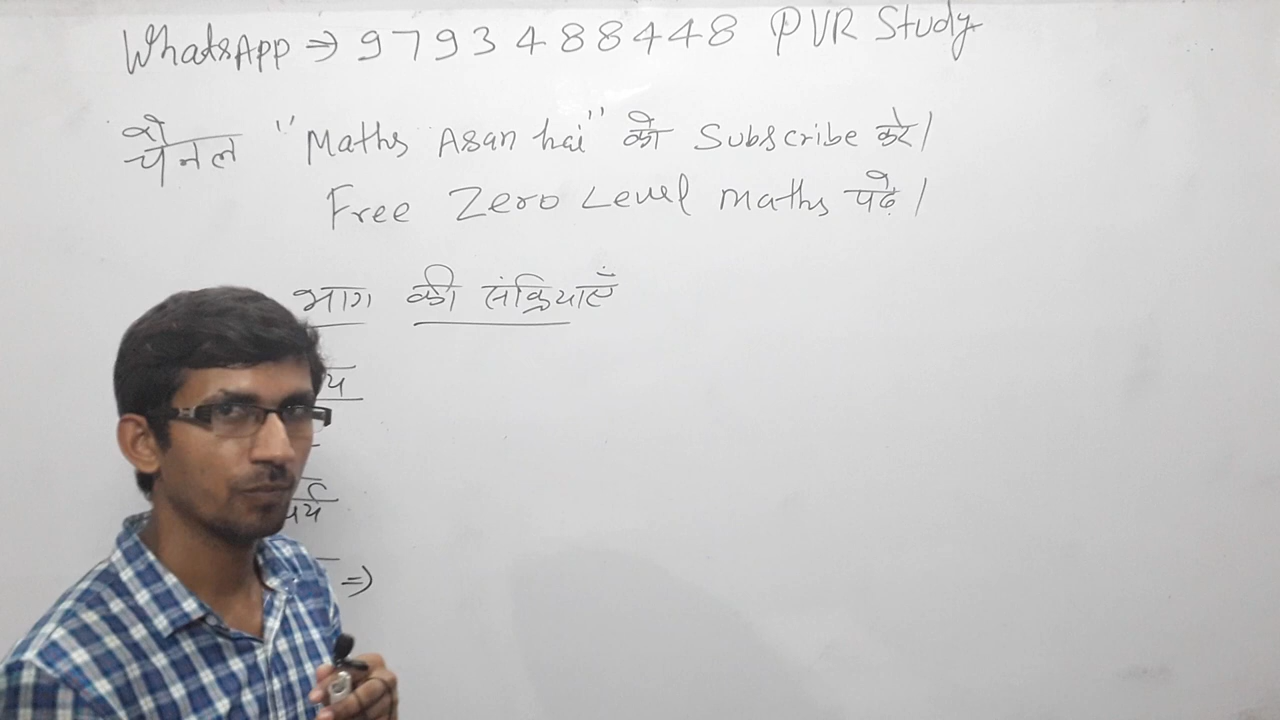 WhatsApp ⇒ 9793488448 PVR Study
चैनल "Maths Asan hai" को Subscribe करे।
Free Zero Level maths पढ़े।
भाग की संक्रियाएँ
य
⇒